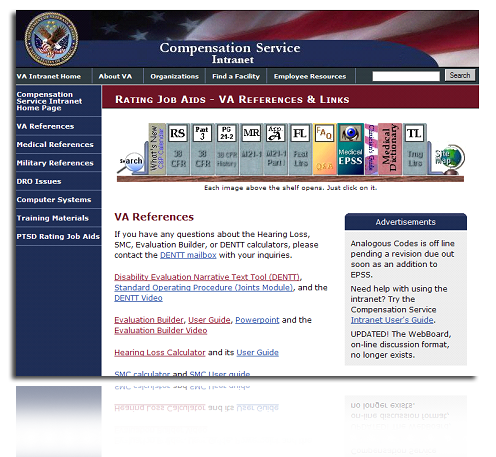 Compensation Service
Intranet
VA Intranet Home
About VA
Organizations
Find a Facility
Employee Resources
Search
Compensation
Service Intranet
Home Page
VA References
Medical References
Military References
DRO Issues
Computer Systems
Training Materials
PTSD Rating Job Aids
RATING JOB AIDS - VA REFERENCES & LINKS
search
What's New
RS
38
CFR
Part
3
38
CFR
PG
21-2
38 CFR
History
MR
M21-1
MR
M21-1
Part I
FL
Fast
Ltrs
FAQ
Q&A
Medical
EPSS
Medical
Dictionary
TL
Trng
Ltrs
Site
map
Each image above the shelf opens. Just click on it.
VA References
If you have any questions about the Hearing Loss,
SMC, Evaluation Builder, or DENTT calculators, please
contact the DENTT mailbox with your inquiries.
Disability Evaluation Narrative Text Tool (DENTT),
Standard Operating Procedure (Joints Module), and the
DENTT Video
Evaluation Builder, User Guide, Powerpoint and the
Evaluation Builder Video
Hearing Loss Calculator and its User Guide
SMC calculator and SMC User guide
Advertisements
Analogous Codes is off line
pending a revision due out
soon as an addition to
EPSS.
Need help with using the
intranet? Try the
Compensation Service
Intranet User's Guide.
UPDATED! The WebBoard,
on-line discussion format,
no longer exists.